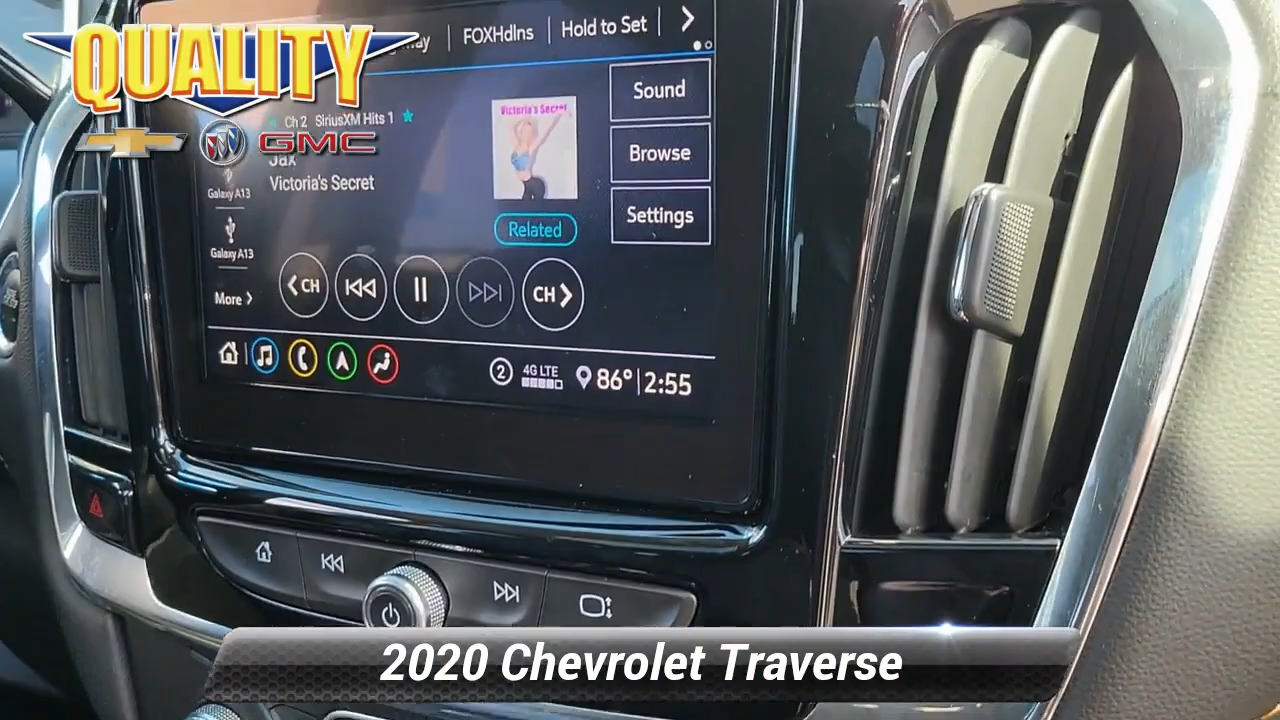 QUALITY
GMC
FOXHdlns
Hold to Set
Ch 2 SiriusXM Hits 1
Jax
Victoria's Secret
Victoria's Secret
Galaxy A13
Galaxy A13
More
Related
Sound
Browse
Settings
CH
CH
2
4G LTE
86° 2:55
2020 Chevrolet Traverse